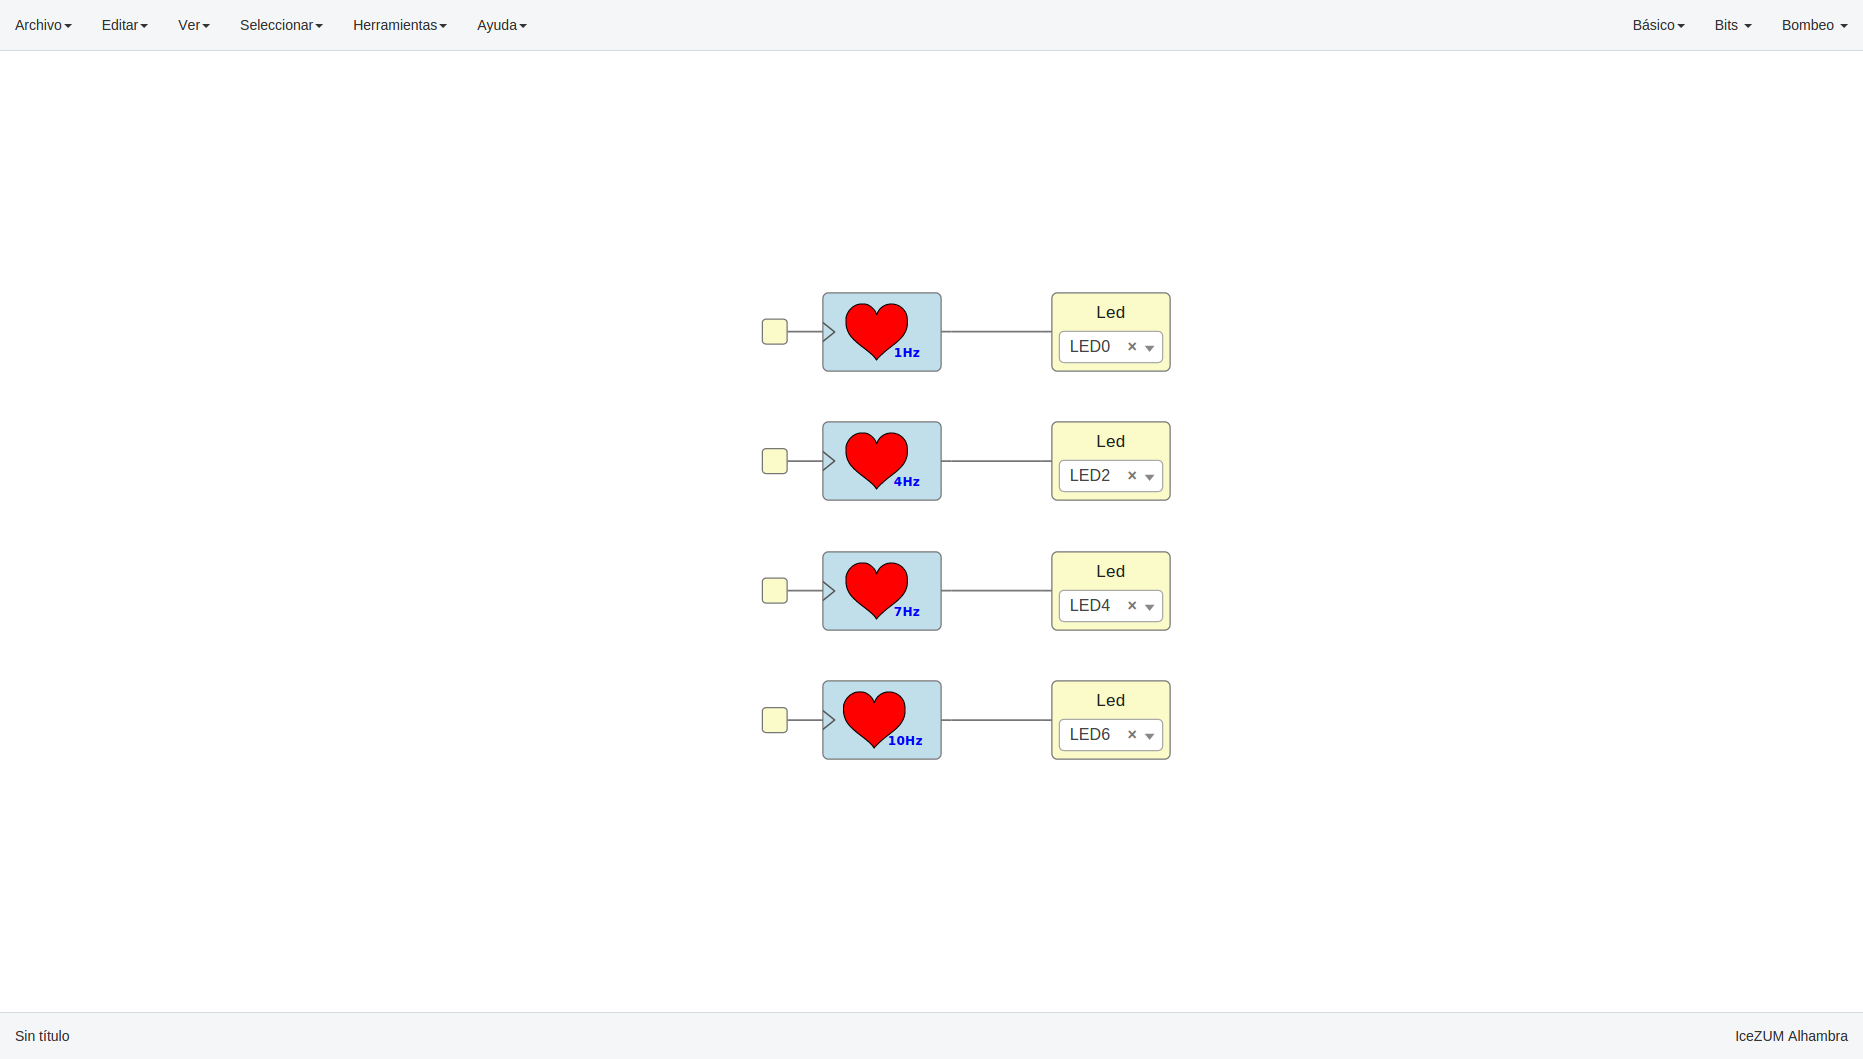 Archivo Editar Ver Seleccionar Herramientas Ayuda Básico Bits Bombeo
Led
1Hz LED0 ×
Led
4Hz LED2 ×
Led
7Hz LED4 ×
Led
10Hz LED6 ×
Sin título IceZUM Alhambra